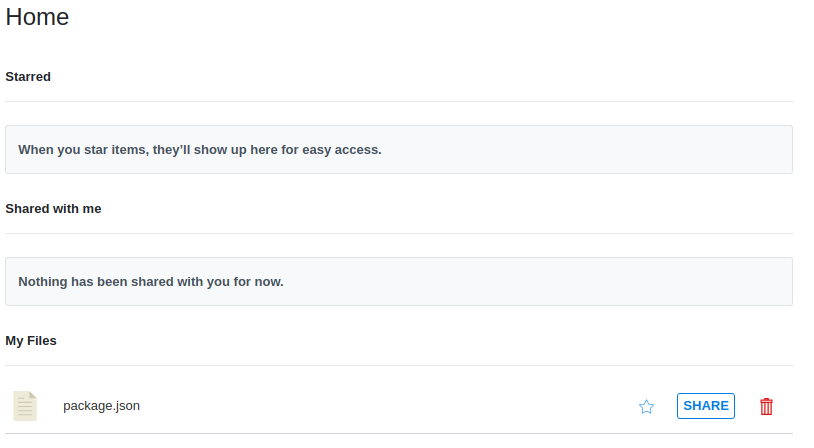 Home
Starred
When you star items, they’ll show up here for easy access.
Shared with me
Nothing has been shared with you for now.
My Files
package.json SHARE